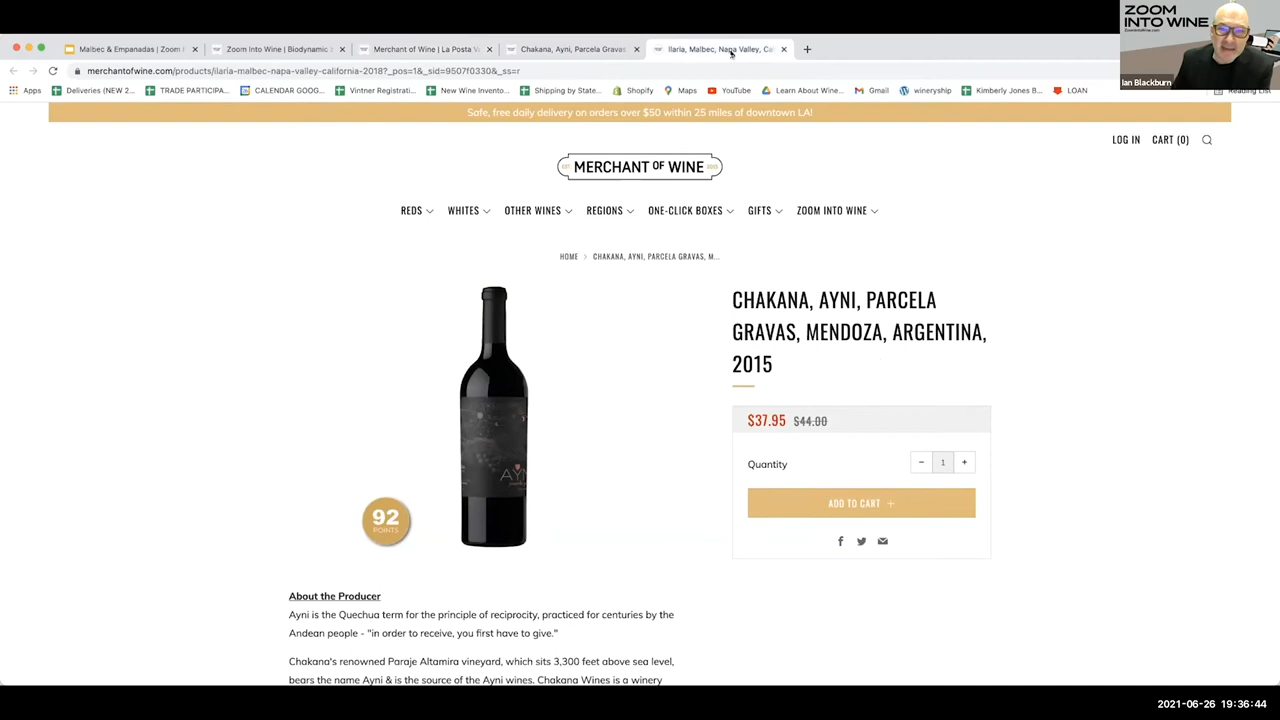 ZOOM
INTO WINE
ZoomIntoWine.com
Ian Blackburn
Malbec & Empanadas | Zoom I
Zoom Into Wine | Biodynamic
Merchant of Wine | La Posta V
Chakana, Ayni, Parcela Gravas
Ilaria, Malbec, Napa Valley, Cal
merchantofwine.com/products/ilaria-malbec-napa-valley-california-2018?_pos=1&_sid=9507f0330&_ss=r
Apps
Deliveries (NEW 2...
TRADE PARTICIPA...
CALENDAR GOOG...
Vintner Registrati...
New Wine Invento...
Shipping by State...
Shopify
Maps
YouTube
Learn About Wine...
Gmail
wineryship
Kimberly Jones B...
LOAN
Reading List
Safe, free daily delivery on orders over $50 within 25 miles of downtown LA!
LOG IN CART (0)
MERCHANT OF WINE
REDS WHITES OTHER WINES REGIONS ONE-CLICK BOXES GIFTS ZOOM INTO WINE
HOME > CHAKANA, AYNI, PARCELA GRAVAS, M...
CHAKANA, AYNI, PARCELA
GRAVAS, MENDOZA, ARGENTINA,
2015
$37.95 $44.00
Quantity
− 1 +
ADD TO CART +
92
POINTS
About the Producer
Ayni is the Quechua term for the principle of reciprocity, practiced for centuries by the
Andean people - "in order to receive, you first have to give."
Chakana's renowned Paraje Altamira vineyard, which sits 3,300 feet above sea level,
bears the name Ayni & is the source of the Ayni wines. Chakana Wines is a winery
2021-06-26 19:36:44